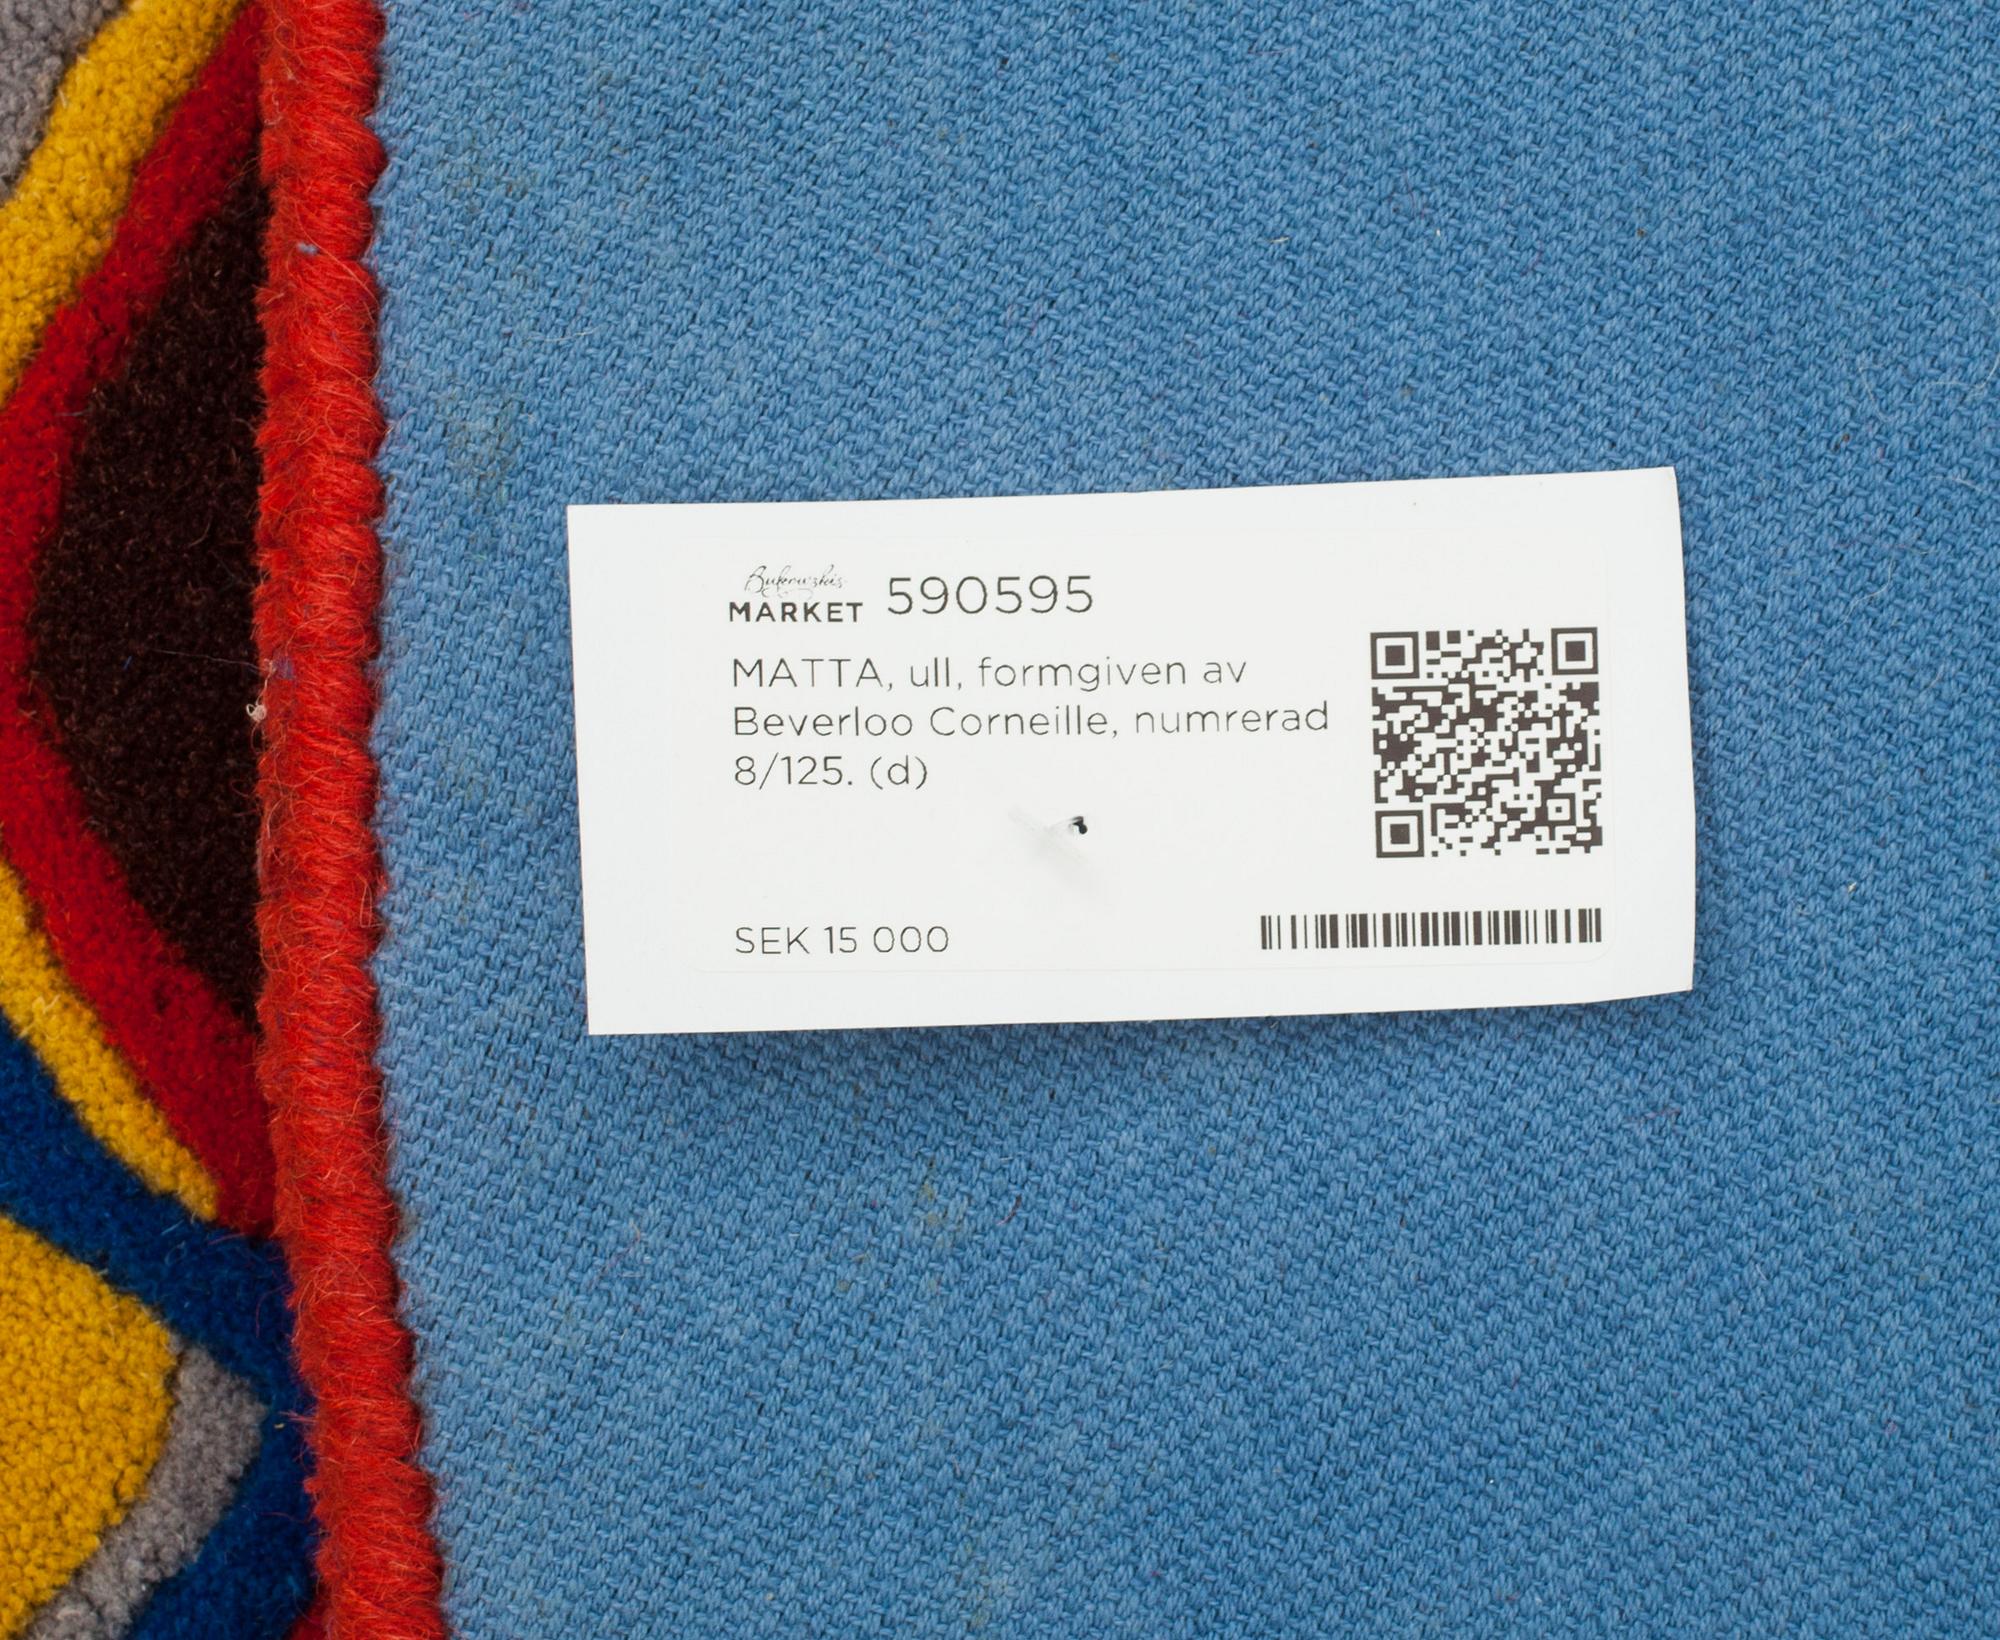 Bukowskis
MARKET 590595
MATTA, ull, formgiven av
Beverloo Corneille, numrerad
8/125. (d)
SEK 15 000